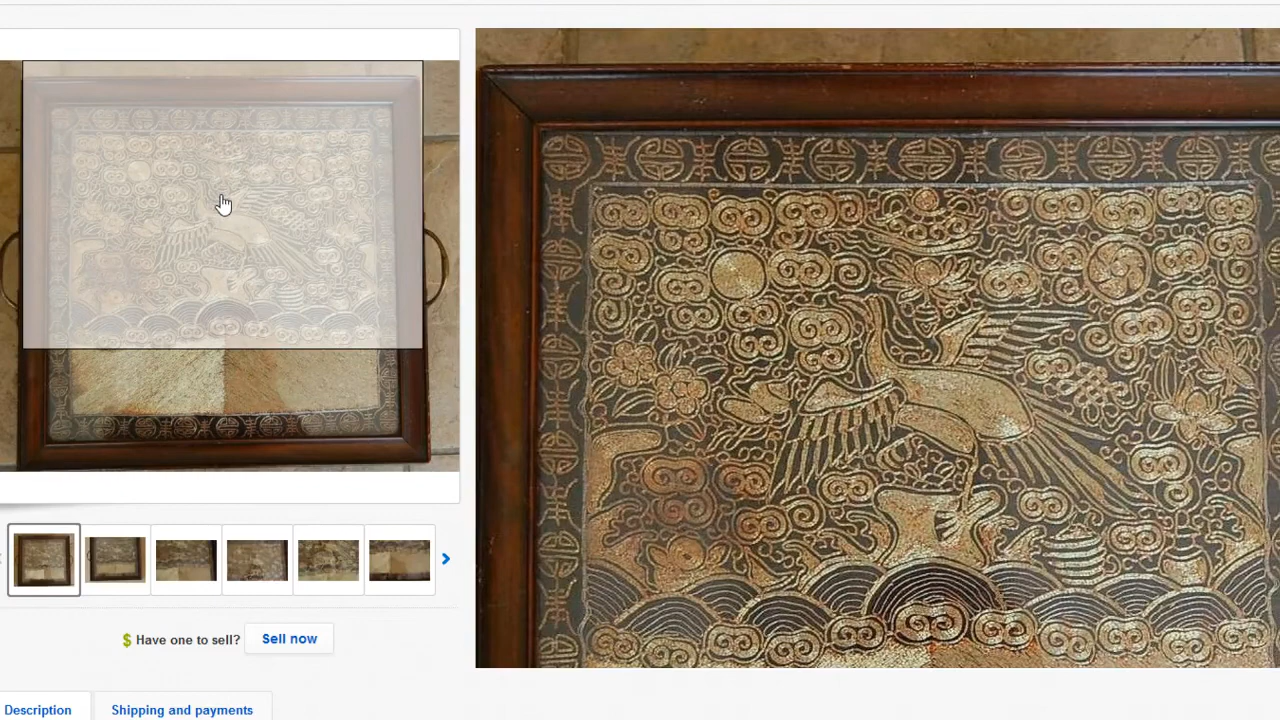 $ Have one to sell? Sell now
Description Shipping and payments